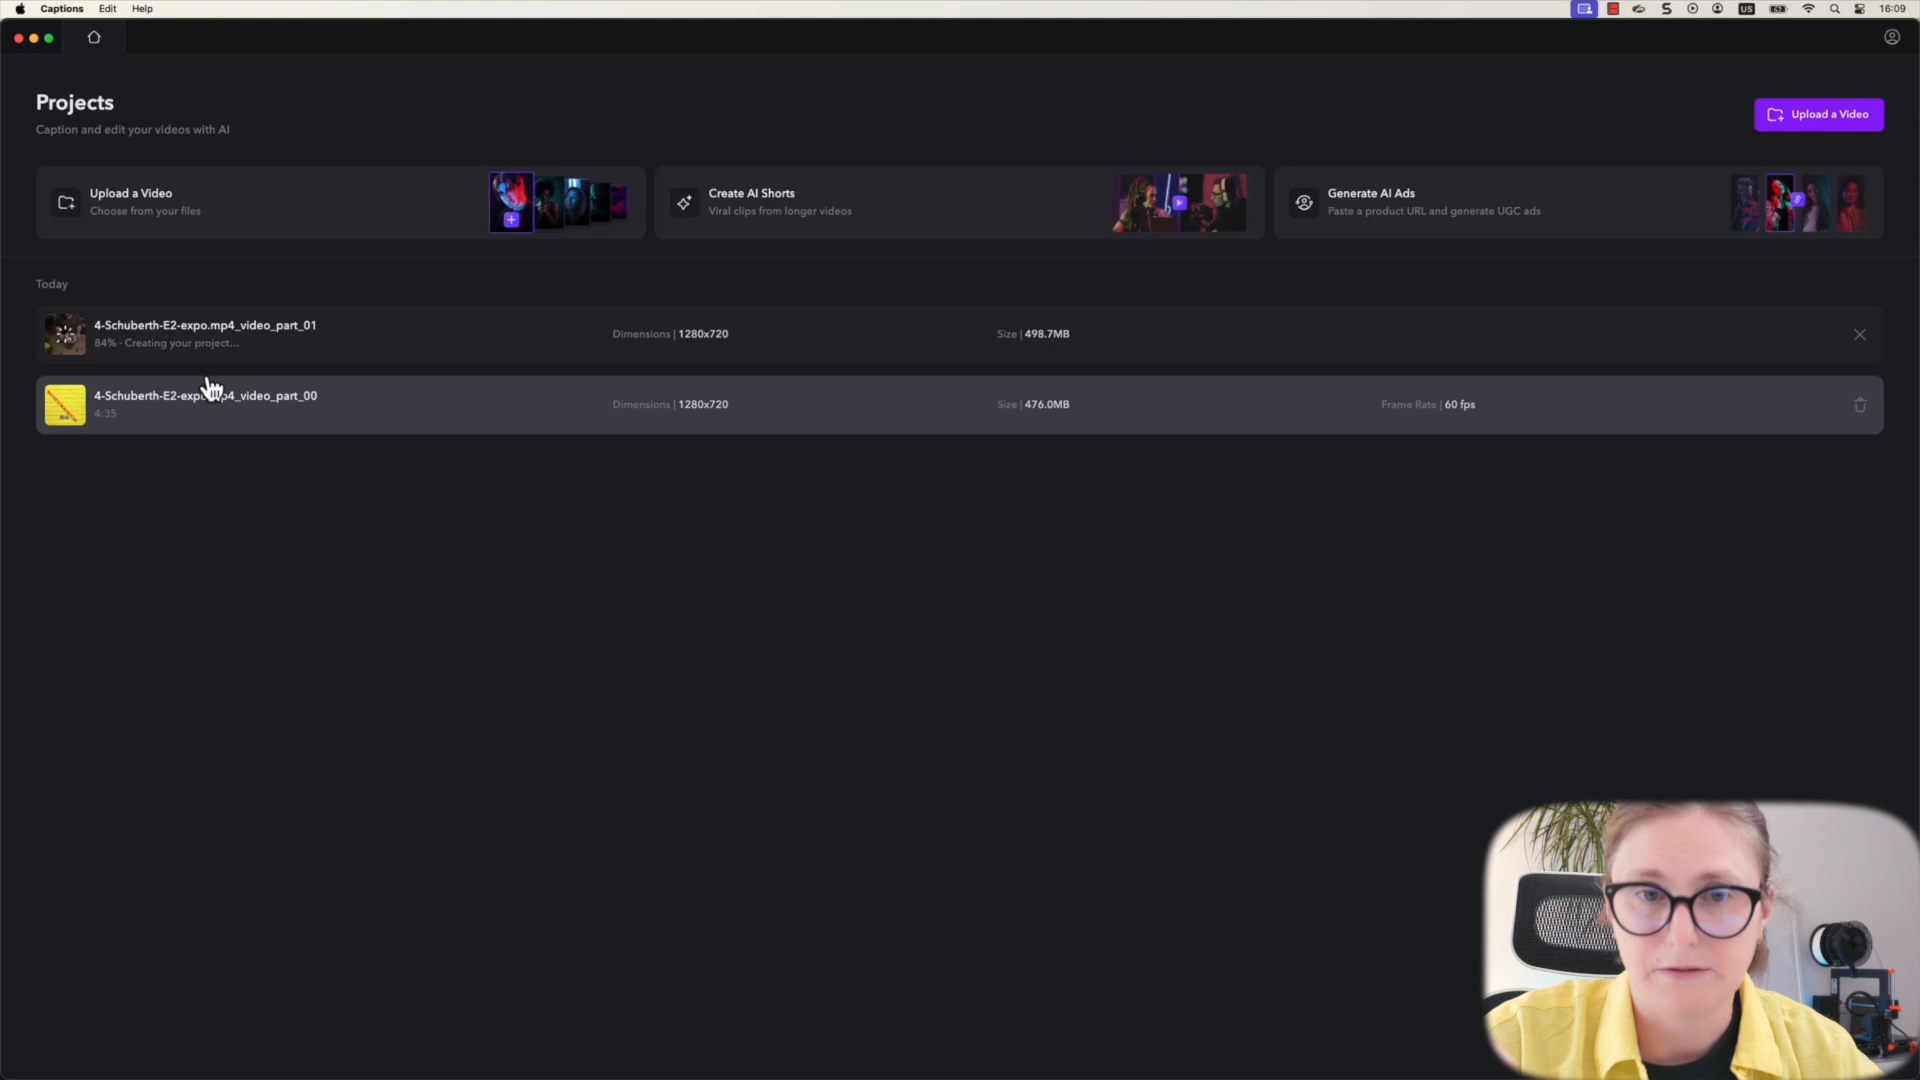 Captions Edit Help
US
16:09
Projects
Caption and edit your videos with AI
Upload a Video
Upload a Video
Choose from your files
Create AI Shorts
Viral clips from longer videos
Generate AI Ads
Paste a product URL and generate UGC ads
Today
4-Schuberth-E2-expo.mp4_video_part_01
84% · Creating your project...
Dimensions | 1280x720
Size | 498.7MB
4-Schuberth-E2-expo.mp4_video_part_00
4:35
Dimensions | 1280x720
Size | 476.0MB
Frame Rate | 60 fps